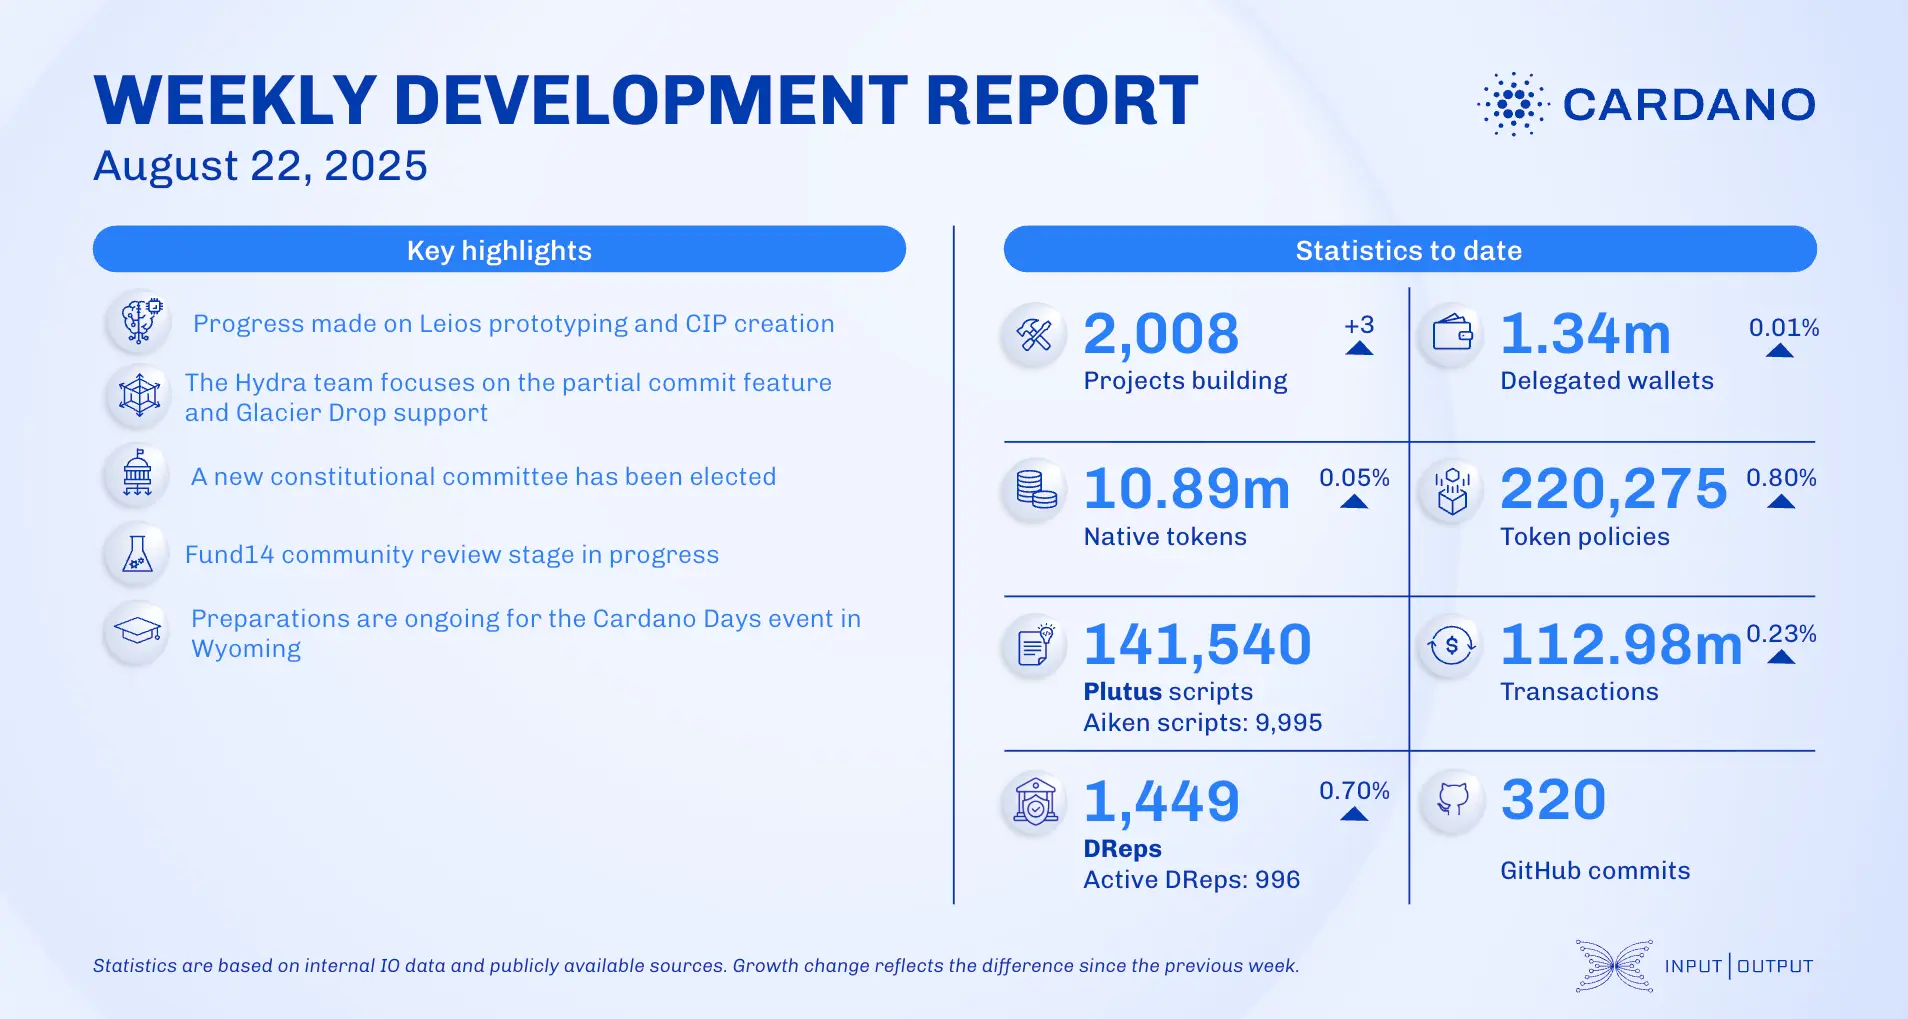 WEEKLY DEVELOPMENT REPORT
August 22, 2025
CARDANO
Key highlights
Progress made on Leios prototyping and CIP creation
The Hydra team focuses on the partial commit feature
and Glacier Drop support
A new constitutional committee has been elected
Fund14 community review stage in progress
Preparations are ongoing for the Cardano Days event in
Wyoming
Statistics to date
2,008
+3
Projects building
1.34m
0.01%
Delegated wallets
10.89m
0.05%
Native tokens
220,275
0.80%
Token policies
141,540
Plutus scripts
Aiken scripts: 9,995
112.98m
0.23%
Transactions
1,449
0.70%
DReps
Active DReps: 996
320
GitHub commits
Statistics are based on internal IO data and publicly available sources. Growth change reflects the difference since the previous week.
INPUT | OUTPUT